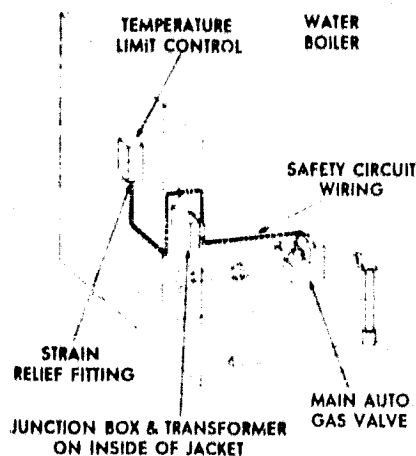 TEMPERATURE
LIMIT CONTROL
WATER
BOILER
SAFETY CIRCUIT
WIRING
STRAIN
RELIEF FITTING
MAIN AUTO
GAS VALVE
JUNCTION BOX & TRANSFORMER
ON INSIDE OF JACKET